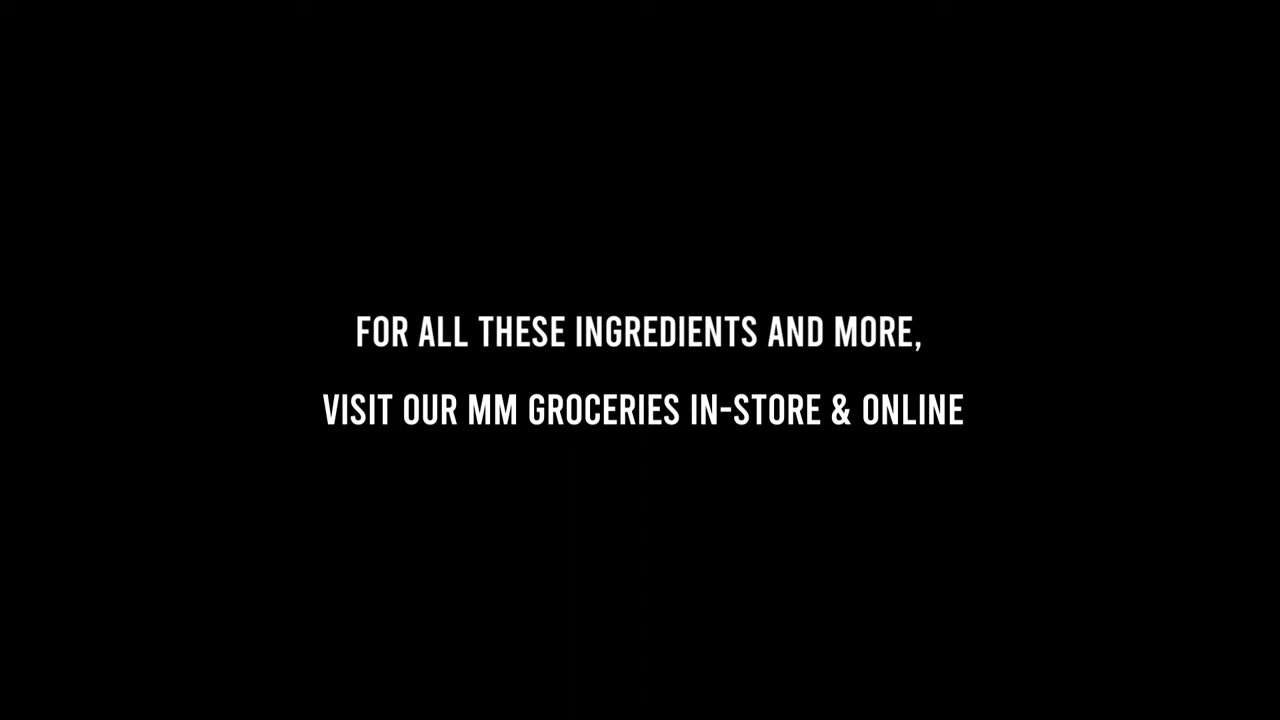 FOR ALL THESE INGREDIENTS AND MORE,
VISIT OUR MM GROCERIES IN-STORE & ONLINE